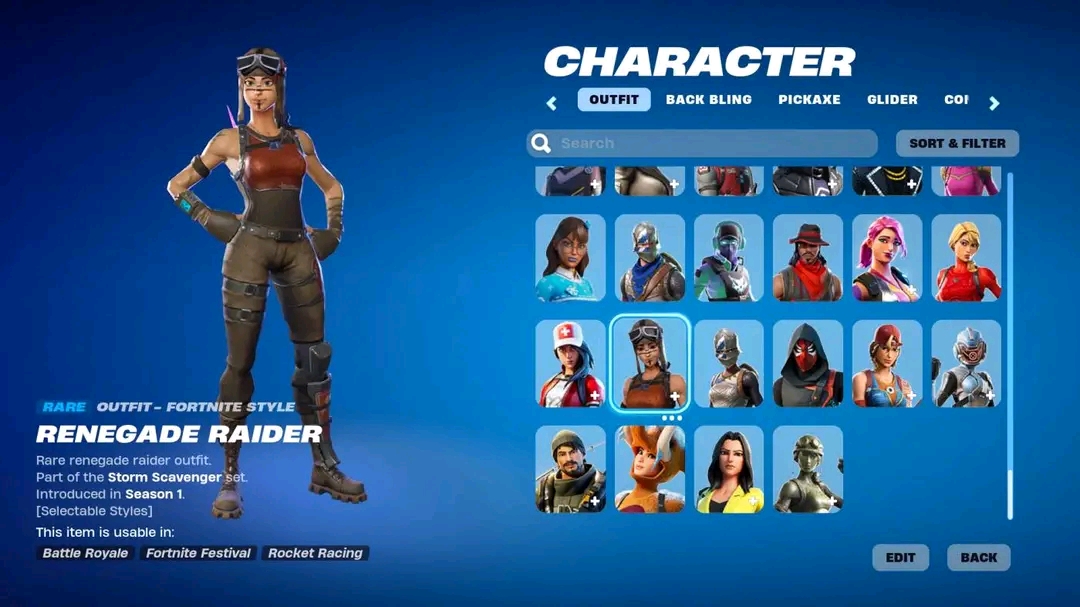 CHARACTER
OUTFIT BACK BLING PICKAXE GLIDER
Search SORT & FILTER
RARE OUTFIT - FORTNITE STYLE
RENEGADE RAIDER
Rare renegade raider outfit.
Part of the Storm Scavenger set.
Introduced in Season 1.
[Selectable Styles]
This item is usable in:
Battle Royale Fortnite Festival Rocket Racing
EDIT BACK